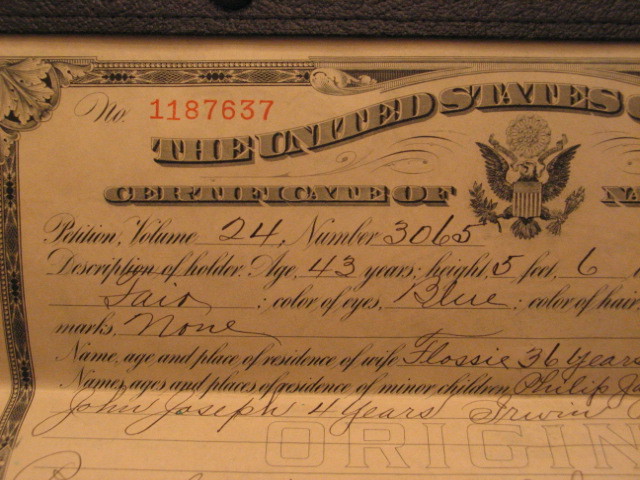 No. 1187637
THE UNITED STATES
CERTIFICATE OF
Petition, Volume 24, Number 3065
Description of holder: Age, 43 years; height, 5 feet, 6
Fair ; color of eyes, Blue ; color of hair
marks, None
Name, age and place of residence of wife Flossie 36 years
Names, ages and places of residence of minor children Philip
John Joseph 4 years Irwin
ORIGIN